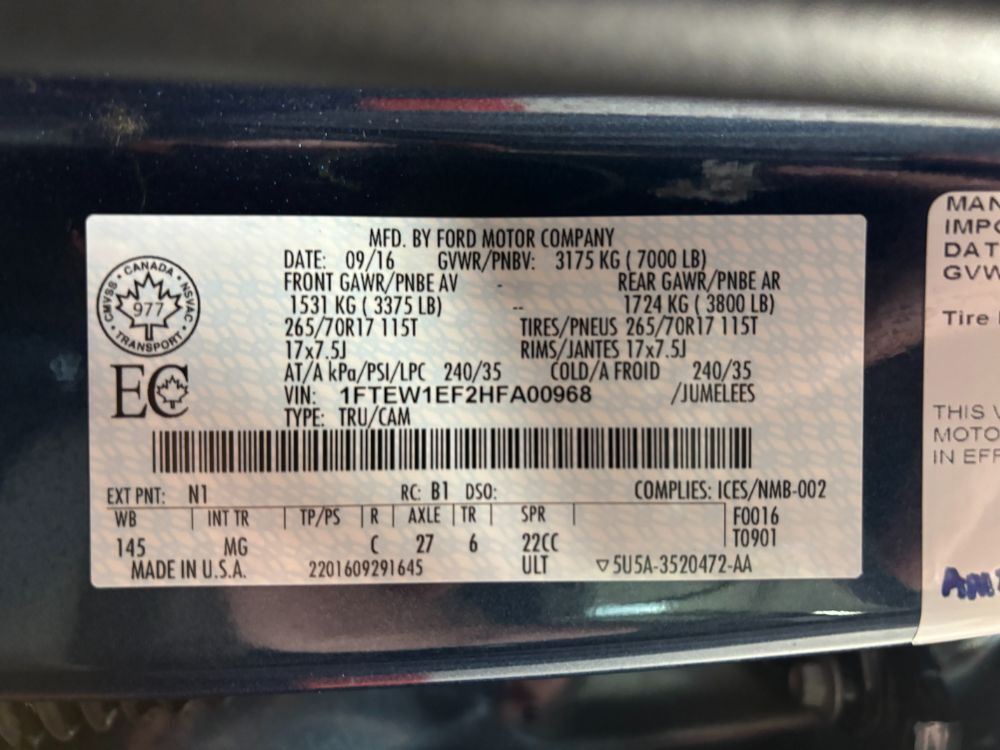 MFD. BY FORD MOTOR COMPANY
DATE: 09/16 GVWR/PNBV: 3175 KG ( 7000 LB)
FRONT GAWR/PNBE AV - REAR GAWR/PNBE AR
1531 KG ( 3375 LB) -- 1724 KG ( 3800 LB)
265/70R17 115T TIRES/PNEUS 265/70R17 115T
17x7.5J RIMS/JANTES 17x7.5J
AT/A kPa/PSI/LPC 240/35 COLD/A FROID 240/35
VIN: 1FTEW1EF2HFA00968 /JUMELEES
TYPE: TRU/CAM
CANADA · NSVAC · TRANSPORT · CMVSS ·
977
EC
EXT PNT: N1 RC: B1 DSO: COMPLIES: ICES/NMB-002
WB | INT TR | TP/PS | R | AXLE | TR | SPR | F0016
145 MG C 27 6 22CC T0901
MADE IN U.S.A. 2201609291645 ULT ▽5U5A-3520472-AA
MAN
IMPO
DAT
GVW
Tire
THIS
MOTO
IN EFF